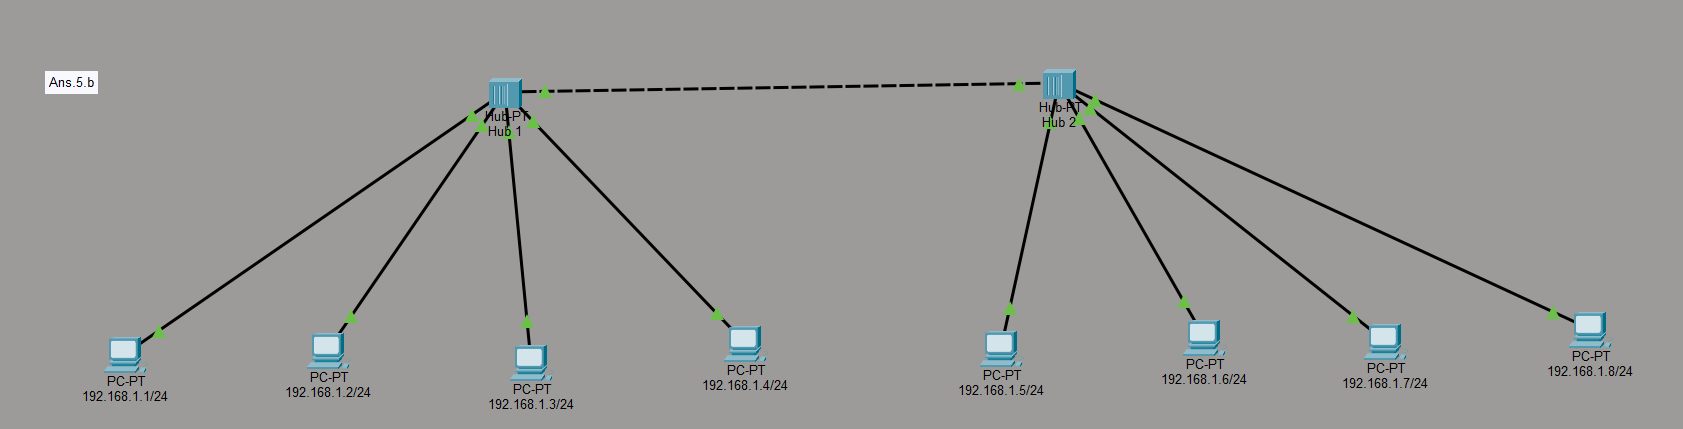 Ans.5.b
Hub-PT
Hub 1
Hub-PT
Hub 2
PC-PT
192.168.1.1/24
PC-PT
192.168.1.2/24
PC-PT
192.168.1.3/24
PC-PT
192.168.1.4/24
PC-PT
192.168.1.5/24
PC-PT
192.168.1.6/24
PC-PT
192.168.1.7/24
PC-PT
192.168.1.8/24